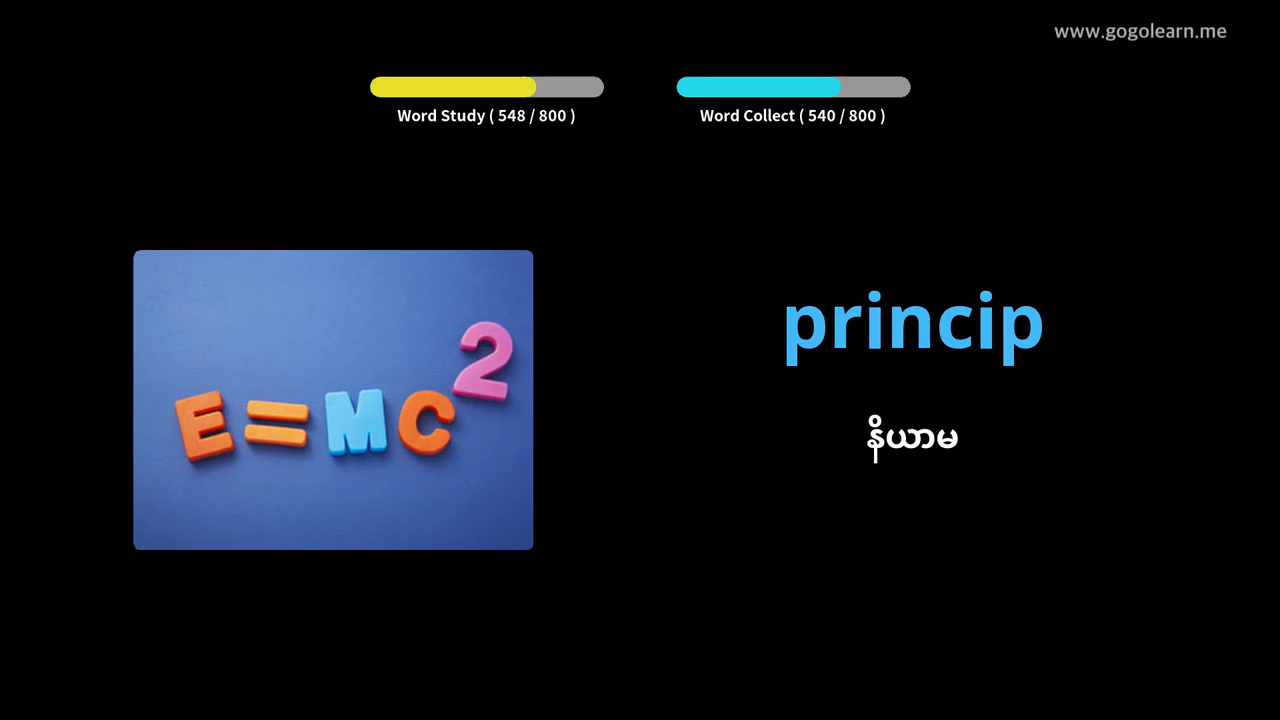 www.gogolearn.me
Word Study ( 548 / 800 )
Word Collect ( 540 / 800 )
E=MC2
princip
နိယာမ